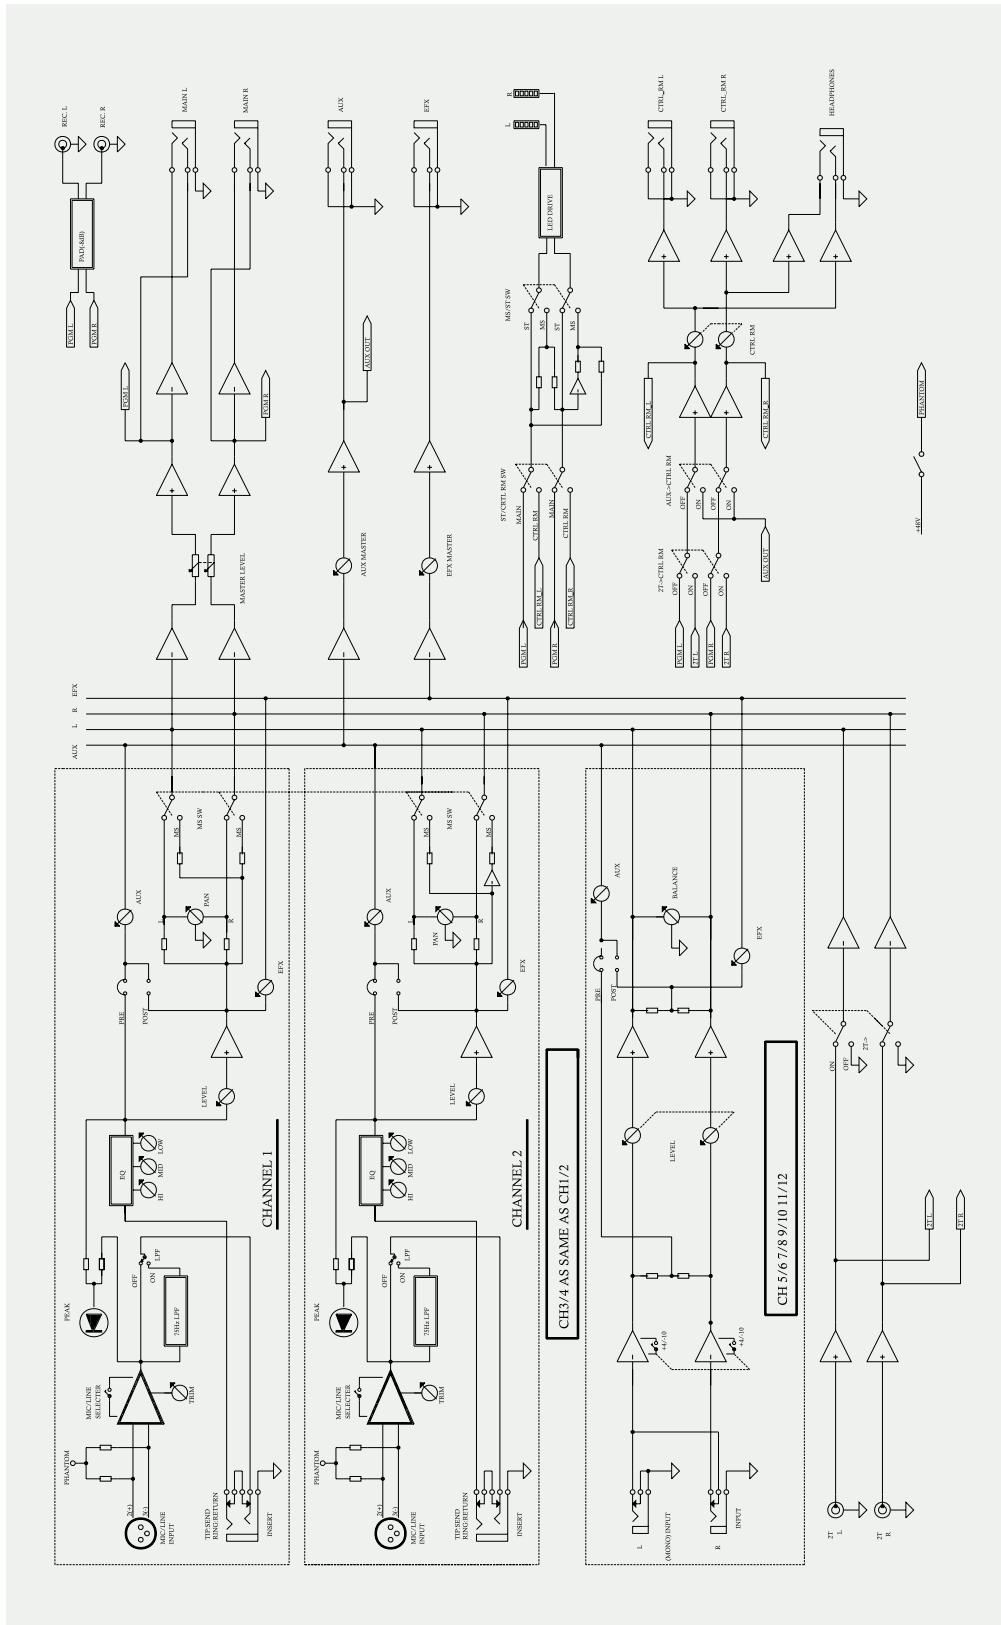 REC. L
REC. R
MAIN L
MAIN R
AUX
EFX
R
L
CTRL_RM L
CTRL_RM R
HEADPHONES
PAD(-8dB)
LED DRIVE
PGM L
PGM R
PGM L
PGM R
AUX OUT
MS/ST SW
ST
MS
ST
MS
CTRL RM
CTRL RM_L
CTRL RM_R
PHANTOM
+48V
MASTER LEVEL
AUX MASTER
EFX MASTER
ST/CRTL RM SW
MAIN
CTRL RM
MAIN
CTRL RM
PGM L
CTRL RM_L
PGM R
CTRL RM_R
AUX->CTRL RM
OFF
ON
OFF
ON
AUX OUT
2T->CTRL RM
OFF
ON
OFF
ON
PGM L
2T L
PGM R
2T R
EFX
R
L
AUX
MS
MS SW
MS
AUX
L
PAN
R
EFX
PRE
POST
LEVEL
EQ
LOW
MID
HI
CHANNEL 1
PEAK
OFF
LPF
ON
75Hz LPF
MIC/LINE
SELECTER
TRIM
PHANTOM
2(+)
3(-)
MIC/LINE
INPUT
TIP:SEND
RING:RETURN
INSERT
MS
MS SW
MS
AUX
L
PAN
R
EFX
PRE
POST
LEVEL
EQ
LOW
MID
HI
CHANNEL 2
PEAK
OFF
LPF
ON
75Hz LPF
MIC/LINE
SELECTER
TRIM
PHANTOM
2(+)
3(-)
MIC/LINE
INPUT
TIP:SEND
RING:RETURN
INSERT
CH3/4 AS SAME AS CH1/2
AUX
BALANCE
EFX
PRE
POST
LEVEL
CH 5/6 7/8 9/10 11/12
+4/-10
+4/-10
L
(MONO) INPUT
R
INPUT
ON
OFF
2T->
2T L
2T R
2T
L
2T
R